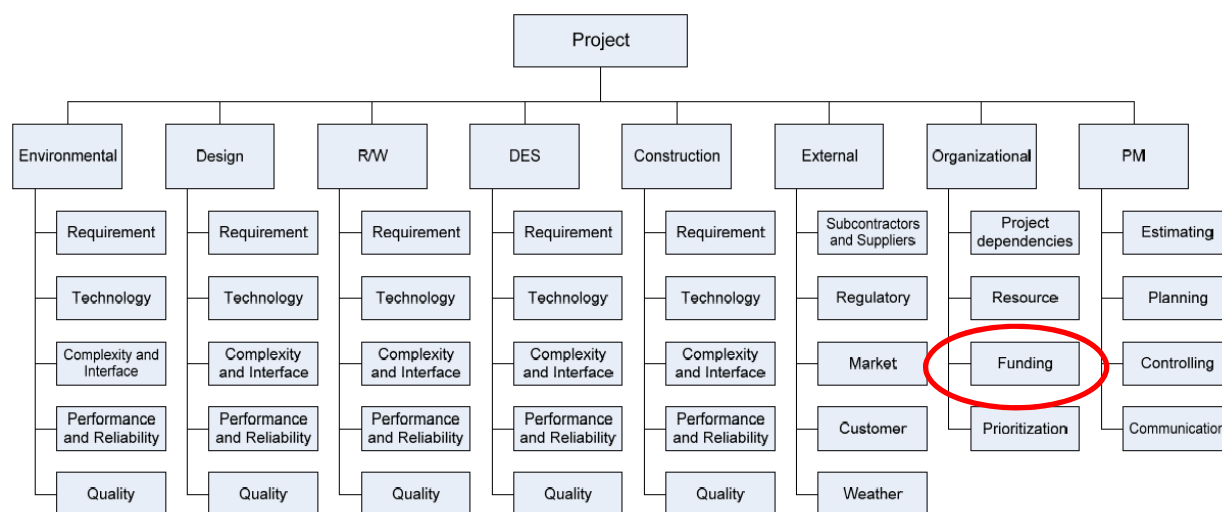 Project
Environmental
Design
R/W
DES
Construction
External
Organizational
PM
Requirement
Requirement
Requirement
Requirement
Requirement
Subcontractors
and Suppliers
Project
dependencies
Estimating
Technology
Technology
Technology
Technology
Technology
Regulatory
Resource
Planning
Complexity and
Interface
Complexity
and Interface
Complexity
and Interface
Complexity
and Interface
Complexity
and Interface
Market
Funding
Controlling
Performance
and Reliability
Performance
and Reliability
Performance
and Reliability
Performance
and Reliability
Performance
and Reliability
Customer
Prioritization
Communication
Quality
Quality
Quality
Quality
Quality
Weather